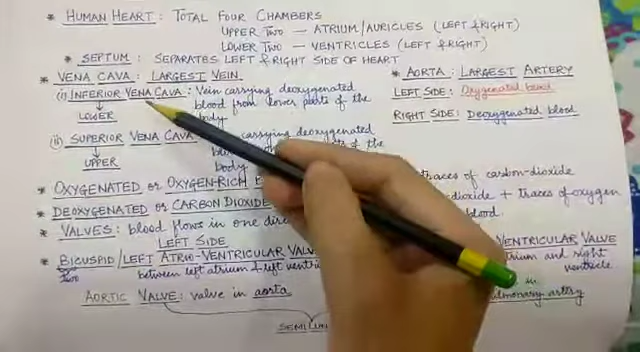 * HUMAN HEART : TOTAL FOUR CHAMBERS
UPPER TWO — ATRIUM/AURICLES (LEFT & RIGHT)
LOWER TWO — VENTRICLES (LEFT & RIGHT)
* SEPTUM : SEPARATES LEFT & RIGHT SIDE OF HEART
* VENA CAVA : LARGEST VEIN
(i) INFERIOR VENA CAVA : Vein carrying deoxygenated
blood from lower parts of the
body
LOWER
(ii) SUPERIOR VENA CAVA carrying deoxygenated
of the
body
UPPER
* AORTA : LARGEST ARTERY
LEFT SIDE : Oxygenated blood
RIGHT SIDE : Deoxygenated blood
* OXYGENATED or OXYGEN-RICH traces of carbon-dioxide
* DEOXYGENATED or CARBON DIOXIDE dioxide + traces of oxygen
* VALVES : blood flows in one blood
LEFT SIDE
* BICUSPID/LEFT ATRIO-VENTRICULAR VENTRICULAR VALVE
Two between left atrium & left and right
ventricle
AORTIC VALVE : valve in aorta in
pulmonary artery